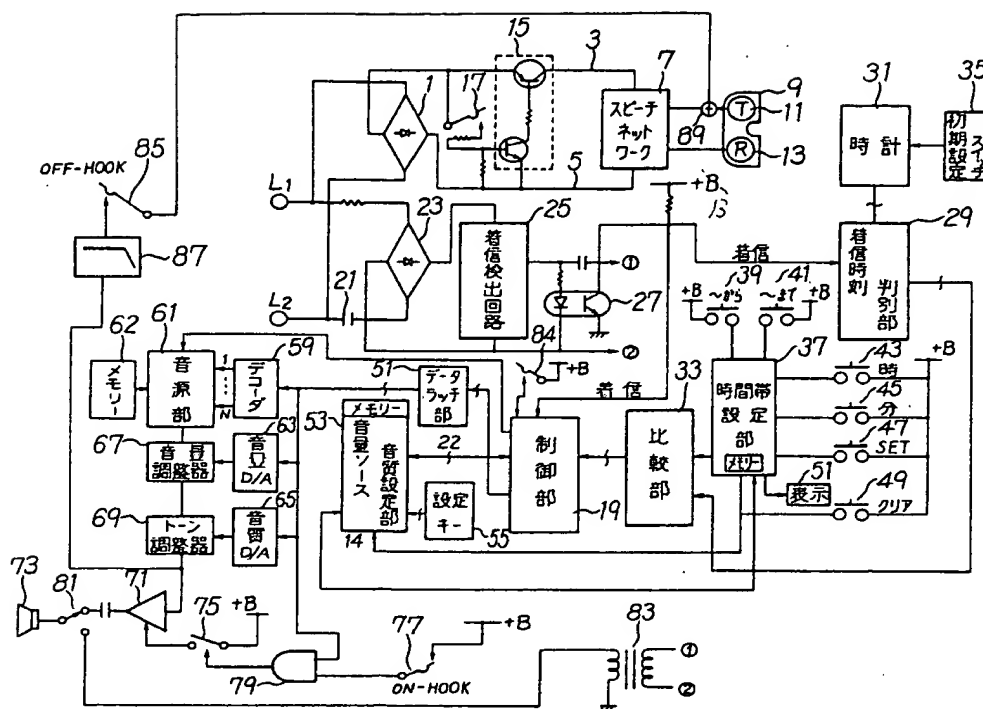 15
35
3
7
31
9
1
17
スピーチネットワーク
T
11
時計
初期設定スイッチ
89
R
13
85
5
OFF-HOOK
+B
L1
23
25
29
87
着信検出回路
着信
着信時刻判別部
39
41
①
~から
~まで
+B
+B
27
L2
21
②
37
43
+B
61
84
+B
62
59
51
33
時間帯設定部
時
メモリー
音源部
1
N
デコーダ
データラッチ部
着信
45
分
53
メモリー
63
67
音量ソース
音質設定部
22
制御部
比較部
47
SET
メモリー
音量調整器
音量D/A
51
表示
49
クリア
65
設定キー
69
トーン調整器
音質D/A
14
55
19
73
81
71
75
+B
77
+B
83
①
79
ON-HOOK
②